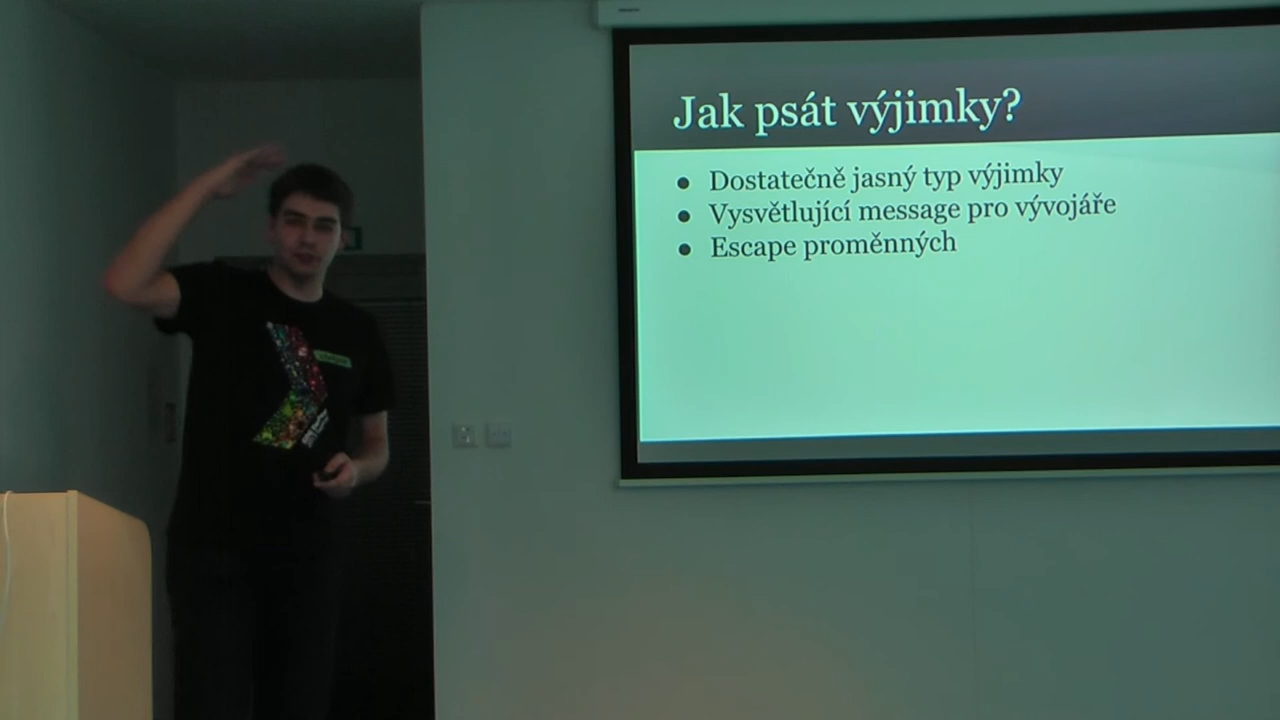 Jak psát výjimky?
● Dostatečně jasný typ výjimky
● Vysvětlující message pro vývojáře
● Escape proměnných